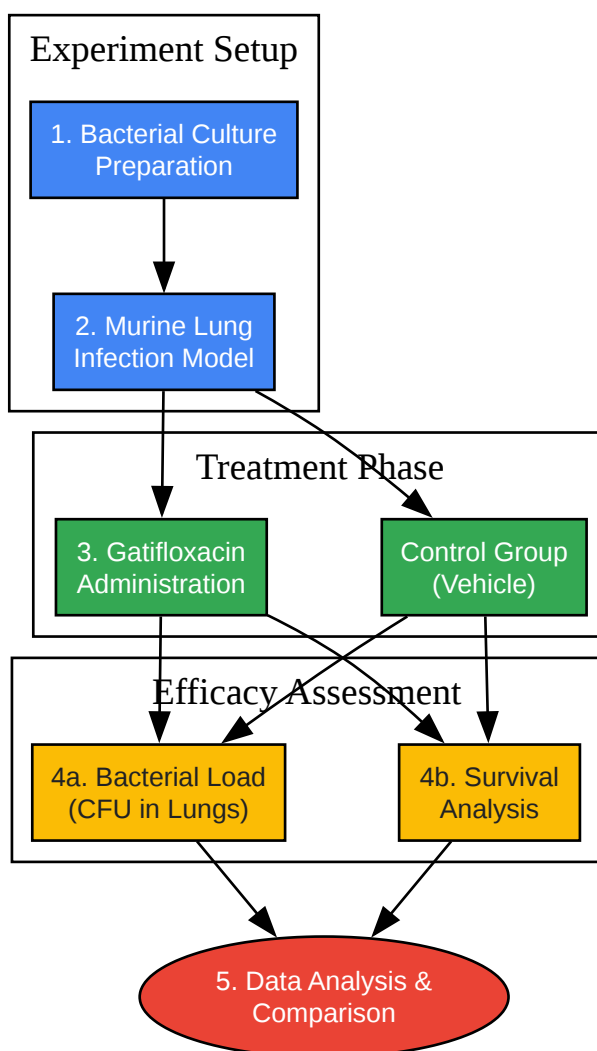 Experiment Setup
1. Bacterial Culture
Preparation
2. Murine Lung
Infection Model
Treatment Phase
3. Gatifloxacin
Administration
Control Group
(Vehicle)
Efficacy Assessment
4a. Bacterial Load
(CFU in Lungs)
4b. Survival
Analysis
5. Data Analysis &
Comparison